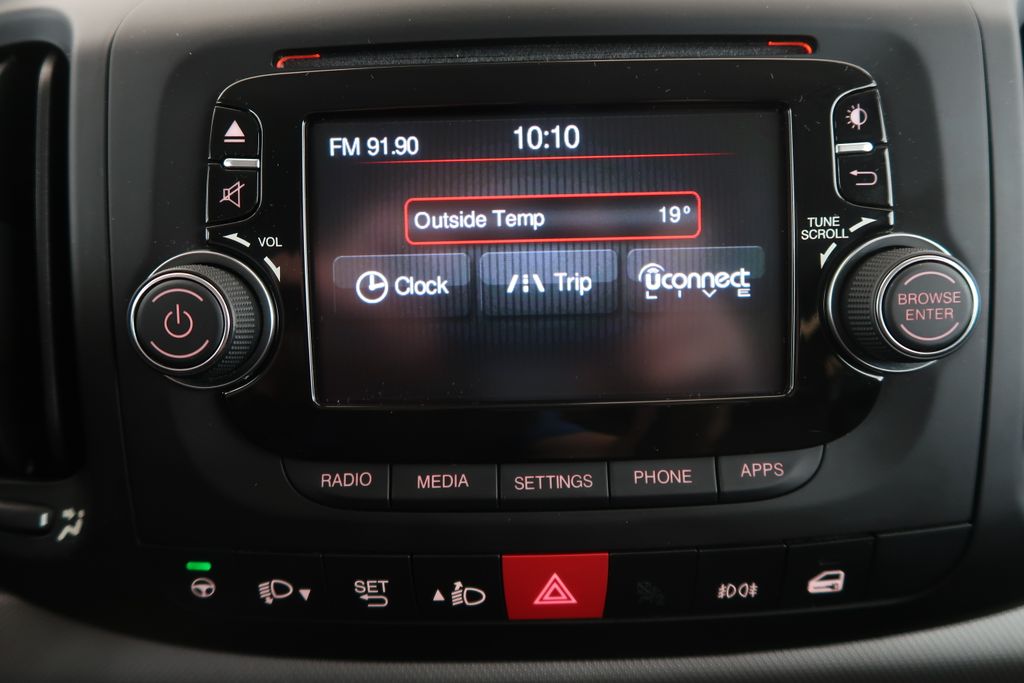 FM 91.90
10:10
Outside Temp 19°
Clock
Trip
Uconnect
LIVE
VOL
TUNE
SCROLL
BROWSE
ENTER
RADIO
MEDIA
SETTINGS
PHONE
APPS
SET